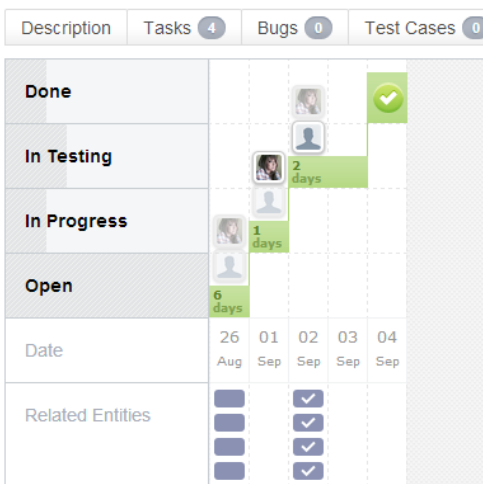 Description Tasks 4 Bugs 0 Test Cases 0
Done
In Testing
2
days
In Progress
1
days
Open
6
days
Date
26 01 02 03 04
Aug Sep Sep Sep Sep
Related Entities